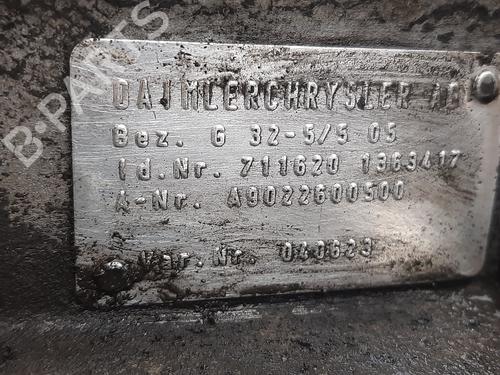 DAIMLERCHRYSLER AG
Bez. G 32-5/5 05
Id.Nr. 711620 1363417
A-Nr. A9022600500
Var.Nr. 040623
B-PARTS